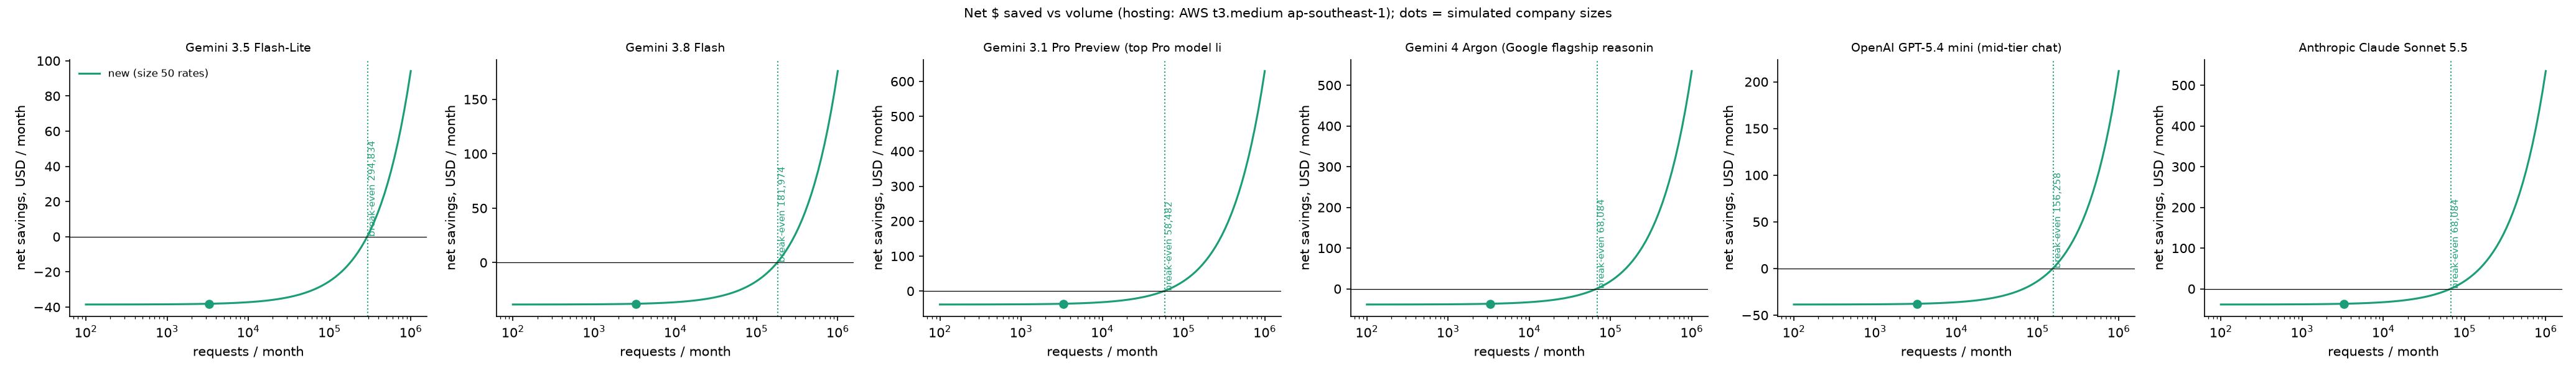 Net $ saved vs volume (hosting: AWS t3.medium ap-southeast-1); dots = simulated company sizes
Gemini 3.5 Flash-Lite
net savings, USD / month
100
80
60
40
20
0
−20
−40
new (size 50 rates)
break-even 294,834
10² 10³ 10⁴ 10⁵ 10⁶
requests / month
Gemini 3.8 Flash
net savings, USD / month
150
100
50
0
break-even 181,974
10² 10³ 10⁴ 10⁵ 10⁶
requests / month
Gemini 3.1 Pro Preview (top Pro model li
net savings, USD / month
600
500
400
300
200
100
0
break-even 58,482
10² 10³ 10⁴ 10⁵ 10⁶
requests / month
Gemini 4 Argon (Google flagship reasonin
net savings, USD / month
500
400
300
200
100
0
break-even 68,084
10² 10³ 10⁴ 10⁵ 10⁶
requests / month
OpenAI GPT-5.4 mini (mid-tier chat)
net savings, USD / month
200
150
100
50
0
−50
break-even 156,258
10² 10³ 10⁴ 10⁵ 10⁶
requests / month
Anthropic Claude Sonnet 5.5
net savings, USD / month
500
400
300
200
100
0
break-even 68,084
10² 10³ 10⁴ 10⁵ 10⁶
requests / month